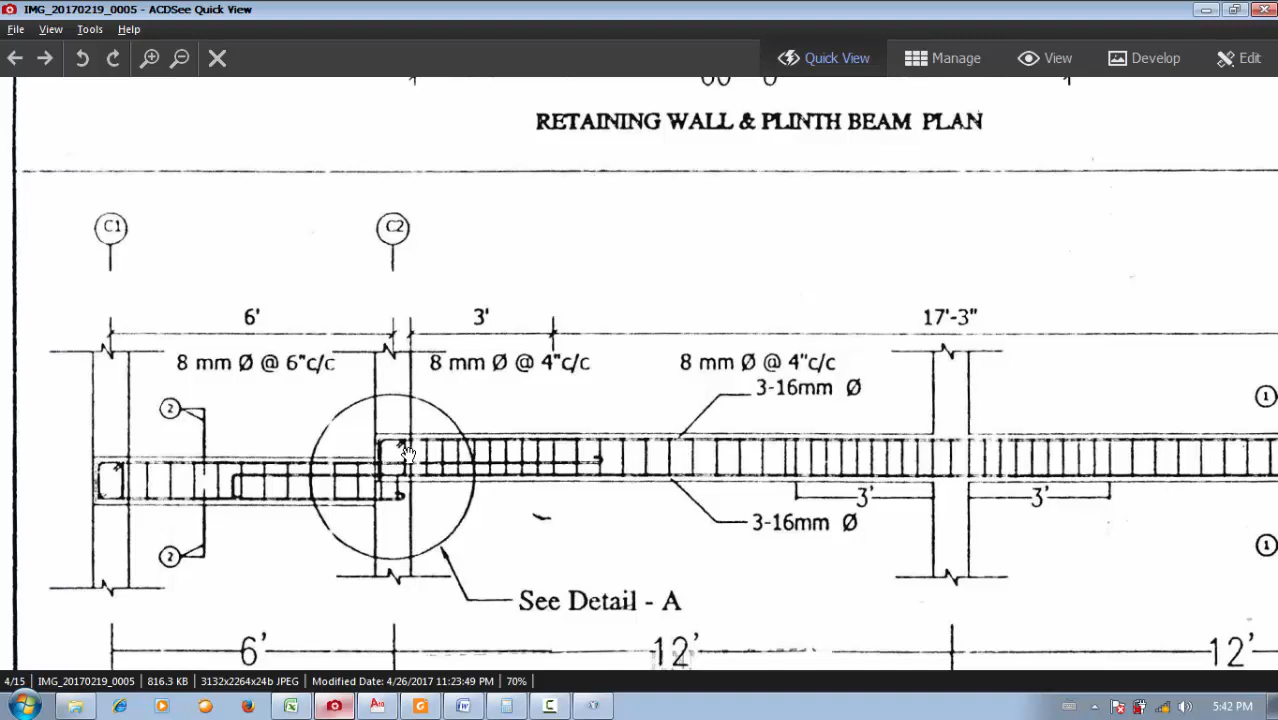 IMG_20170219_0005 - ACDSee Quick View
File View Tools Help
Quick View Manage View Develop Edit
RETAINING WALL & PLINTH BEAM PLAN
C1 C2
6' 3' 17'-3"
8 mm Ø @ 6"c/c 8 mm Ø @ 4"c/c 8 mm Ø @ 4"c/c
3-16mm Ø
2 1
3' 3'
3-16mm Ø
2 1
See Detail - A
6' 12' 12'
4/15 IMG_20170219_0005 816.3 KB 3132x2264x24b JPEG Modified Date: 4/26/2017 11:23:49 PM 70%
5:42 PM